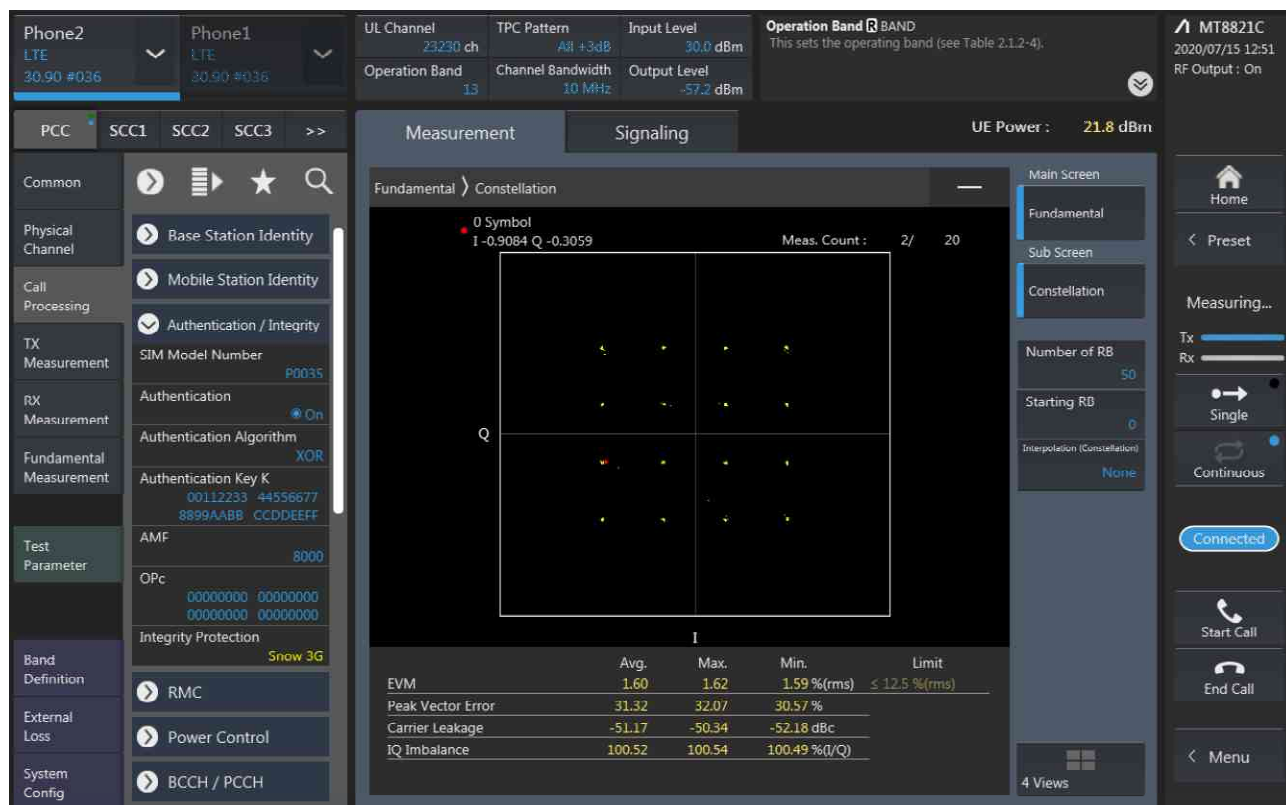 Phone2
LTE
30.90 #036
Phone1
LTE
30.90 #036
UL Channel
23230 ch
TPC Pattern
All +3dB
Input Level
30.0 dBm
Operation Band
13
Channel Bandwidth
10 MHz
Output Level
-57.2 dBm
Operation Band R BAND
This sets the operating band (see Table 2.1.2-4).
MT8821C
2020/07/15 12:51
RF Output : On
PCC SCC1 SCC2 SCC3 >>
Measurement
Signaling
UE Power : 21.8 dBm
Common
Physical
Channel
Call
Processing
TX
Measurement
RX
Measurement
Fundamental
Measurement
Test
Parameter
Band
Definition
External
Loss
System
Config
Base Station Identity
Mobile Station Identity
Authentication / Integrity
SIM Model Number
P0035
Authentication
On
Authentication Algorithm
XOR
Authentication Key K
00112233 44556677
8899AABB CCDDEEFF
AMF
8000
OPc
00000000 00000000
00000000 00000000
Integrity Protection
Snow 3G
RMC
Power Control
BCCH / PCCH
Fundamental 〉 Constellation
0 Symbol
I -0.9084 Q -0.3059
Meas. Count : 2/ 20
Q
I
Avg. Max. Min. Limit
EVM 1.60 1.62 1.59 %(rms) ≤ 12.5 %(rms)
Peak Vector Error 31.32 32.07 30.57 %
Carrier Leakage -51.17 -50.34 -52.18 dBc
IQ Imbalance 100.52 100.54 100.49 %(I/Q)
Main Screen
Fundamental
Sub Screen
Constellation
Number of RB
50
Starting RB
0
Interpolation (Constellation)
None
4 Views
Home
< Preset
Measuring...
Tx
Rx
Single
Continuous
Connected
Start Call
End Call
< Menu